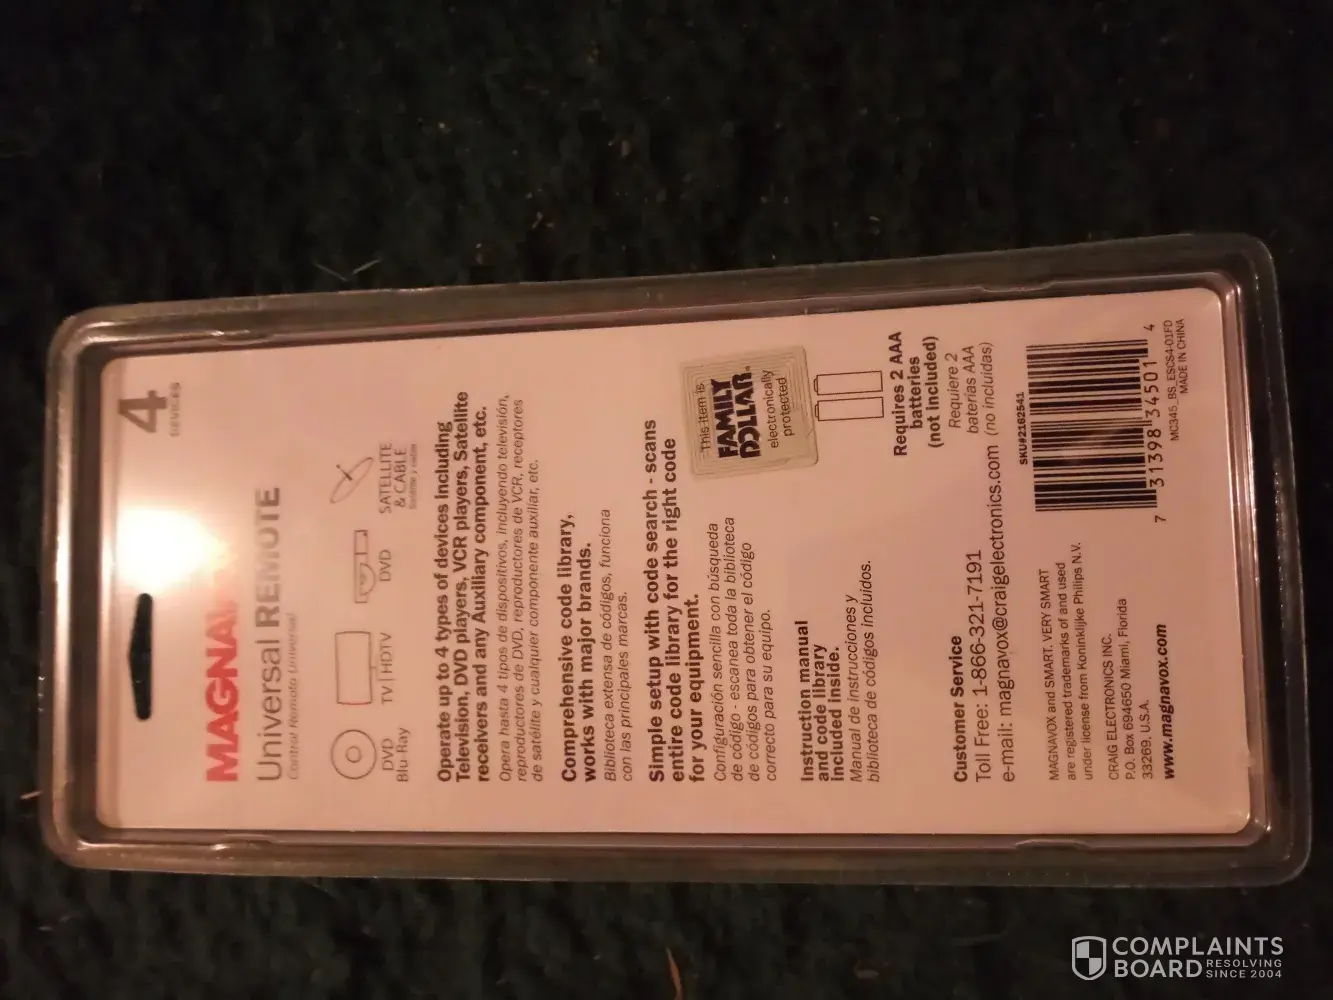 4
DEVICES
MAGNA
Universal REMOTE
Control Remoto Universal
DVD
Blu-Ray
TV|HDTV
DVD
SATELLITE
& CABLE
Operate up to 4 types of devices including
Television, DVD players, VCR players, Satellite
receivers and any Auxiliary component, etc.
Opera hasta 4 tipos de dispositivos, incluyendo televisión,
reproductores de DVD, reproductores de VCR, receptores
de satélite y cualquier componente auxiliar, etc.
Comprehensive code library,
works with major brands.
Biblioteca extensa de códigos, funciona
con las principales marcas.
Simple setup with code search - scans
entire code library for the right code
for your equipment.
Configuración sencilla con búsqueda
de código - escanea toda la biblioteca
de códigos para obtener el código
correcto para su equipo.
This item is
FAMILY
DOLLAR
electronically
protected
Instruction manual
and code library
included inside.
Manual de instrucciones y
biblioteca de códigos incluidos.
Requires 2 AAA
batteries
(not included)
Requiere 2
baterías AAA
(no incluidas)
Customer Service
Toll Free: 1-866-321-7191
e-mail: magnavox@craigelectronics.com
SKU#2162541
7 31398 34501 4
MC345_BS_ESCS4-01FD
MADE IN CHINA
MAGNAVOX and SMART. VERY SMART
are registered trademarks of and used
under license from Koninklijke Philips N.V.
CRAIG ELECTRONICS INC.
P.O. Box 694650 Miami, Florida
33269. U.S.A.
www.magnavox.com
COMPLAINTS
BOARD RESOLVING
SINCE 2004